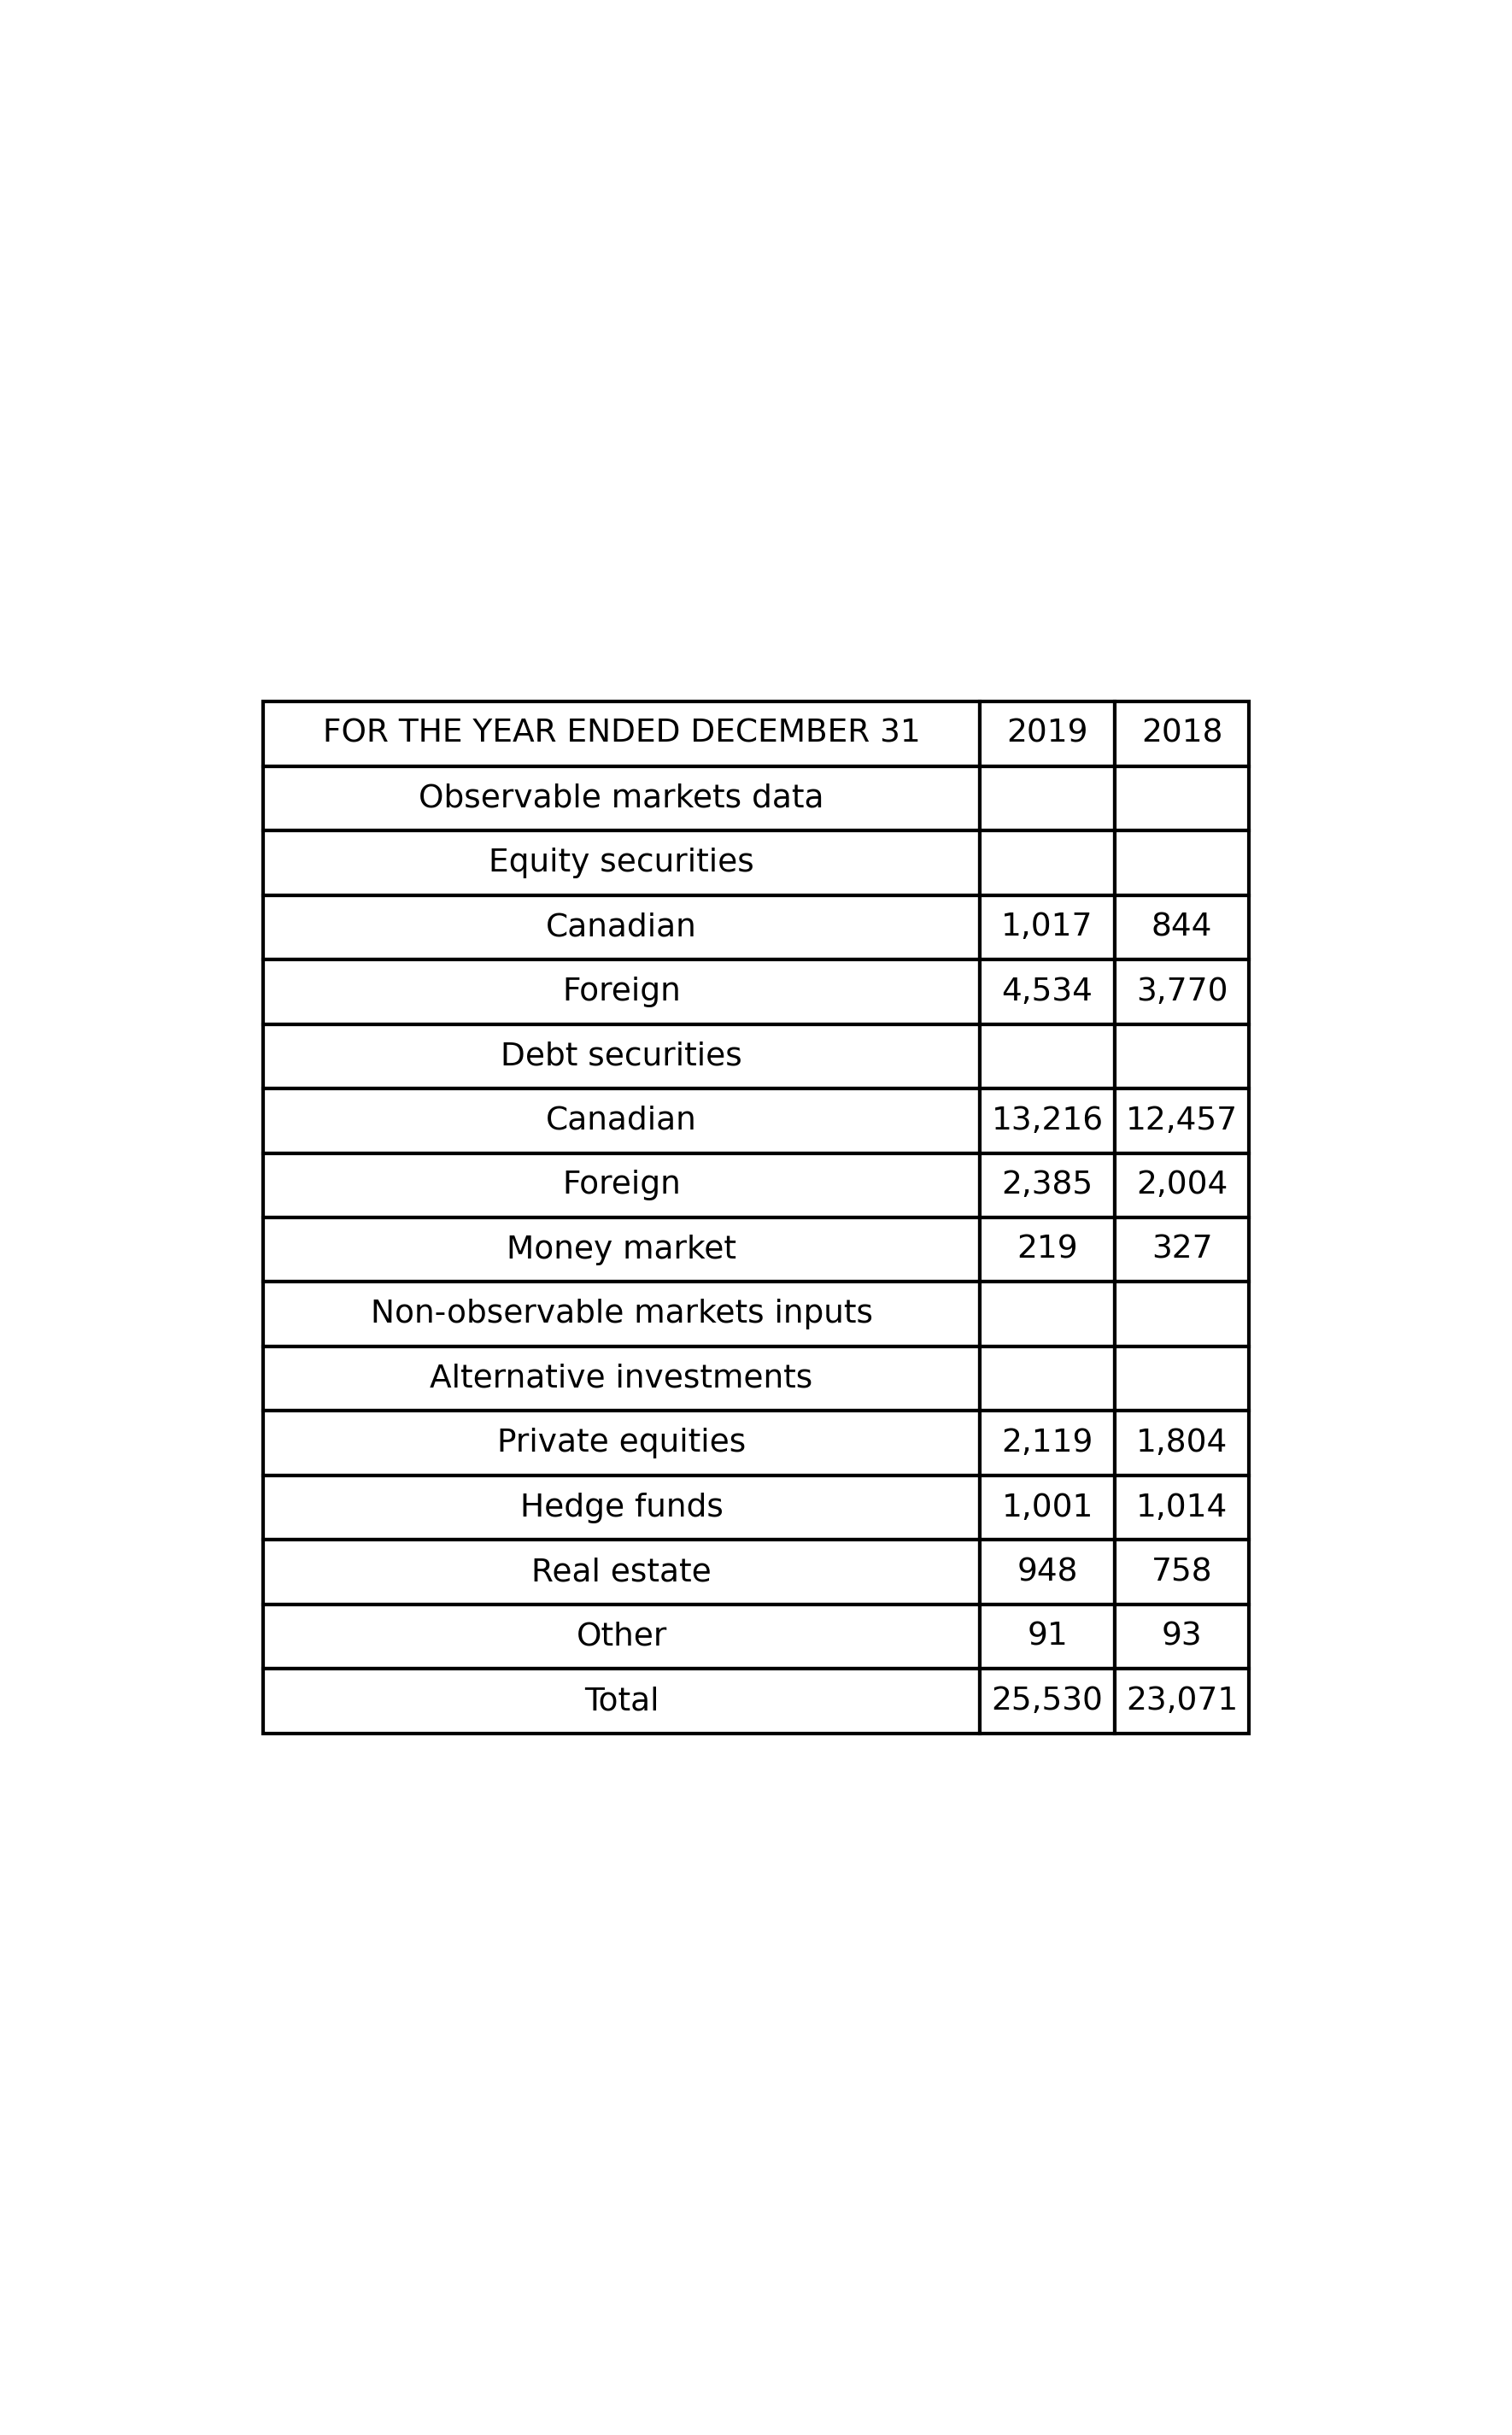 FOR THE YEAR ENDED DECEMBER 31 2019 2018
Observable markets data
Equity securities
Canadian 1,017 844
Foreign 4,534 3,770
Debt securities
Canadian 13,216 12,457
Foreign 2,385 2,004
Money market 219 327
Non-observable markets inputs
Alternative investments
Private equities 2,119 1,804
Hedge funds 1,001 1,014
Real estate 948 758
Other 91 93
Total 25,530 23,071